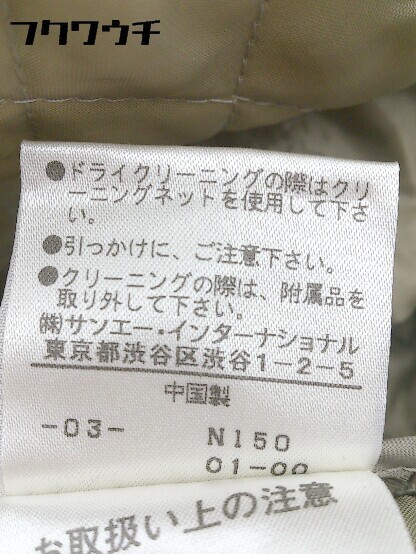 フクワウチ
●ドライクリーニングの際はクリ
ーニングネットを使用して下さ
い。
●引っかけに、ご注意下さい。
●クリーニングの際は、附属品を
取り外して下さい。
㈱サンエー・インターナショナル
東京都渋谷区渋谷1-2-5
中国製
-03- N150
お取扱い上の注意